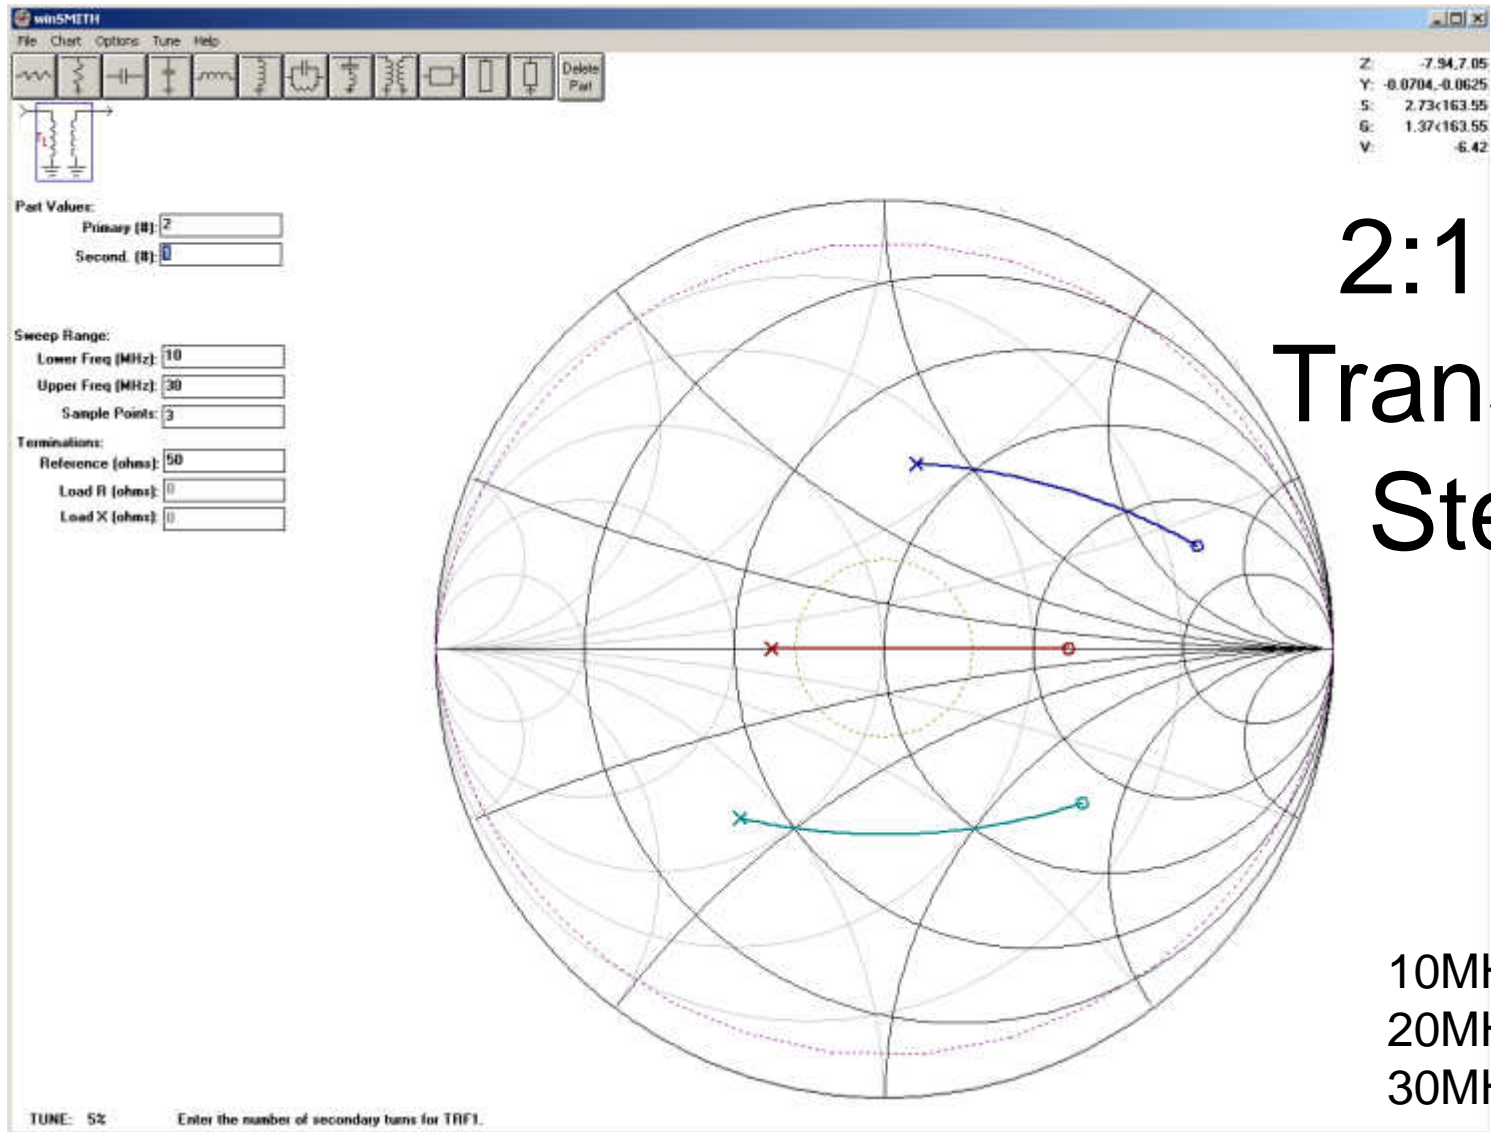 winSMITH
File Chart Options Tune Help
Delete Part
Z: -7.94,7.05
Y: -0.0704,-0.0625
S: 2.73<163.55
G: 1.37<163.55
V: -6.42
Part Values:
Primary (#): 2
Second. (#): 1
Sweep Range:
Lower Freq (MHz): 10
Upper Freq (MHz): 30
Sample Points: 3
Terminations:
Reference (ohms): 50
Load R (ohms): 0
Load X (ohms): 0
2:1
Tran
Ste
10MH
20MH
30MH
TUNE: 5% Enter the number of secondary turns for TRF1.